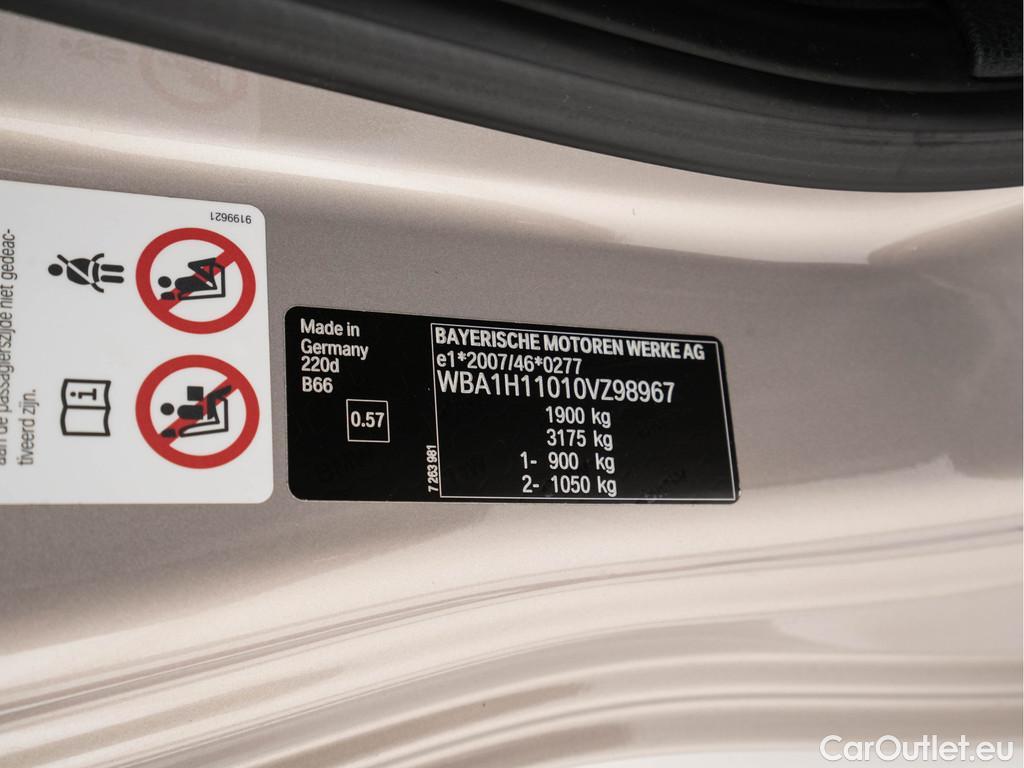 9199621
aan de passagierszijde niet gedeac-
tiveerd zijn.
Made in
Germany
220d
B66
0.57
7 263 981
BAYERISCHE MOTOREN WERKE AG
e1*2007/46*0277
WBA1H11010VZ98967
1900 kg
3175 kg
1- 900 kg
2- 1050 kg
CarOutlet.eu